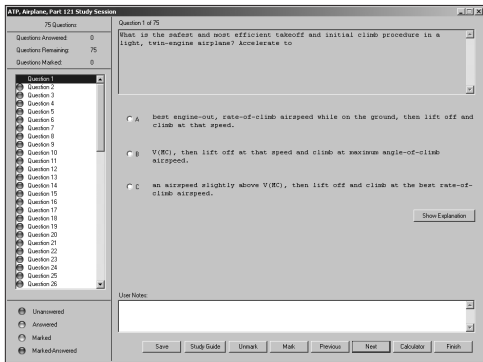 ATP, Airplane, Part 121 Study Session
75 Questions
Questions Answered: 0
Questions Remaining: 75
Questions Marked: 0
Question 1
Question 2
Question 3
Question 4
Question 5
Question 6
Question 7
Question 8
Question 9
Question 10
Question 11
Question 12
Question 13
Question 14
Question 15
Question 16
Question 17
Question 18
Question 19
Question 20
Question 21
Question 22
Question 23
Question 24
Question 25
Question 26
Unanswered
Answered
Marked
Marked-Answered
Question 1 of 75
What is the safest and most efficient takeoff and initial climb procedure in a
light, twin-engine airplane? Accelerate to
A best engine-out, rate-of-climb airspeed while on the ground, then lift off and
climb at that speed.
B V(MC), then lift off at that speed and climb at maximum angle-of-climb
airspeed.
C an airspeed slightly above V(MC), then lift off and climb at the best rate-of-
climb airspeed.
Show Explanation
User Notes:
Save Study Guide Unmark Mark Previous Next Calculator Finish